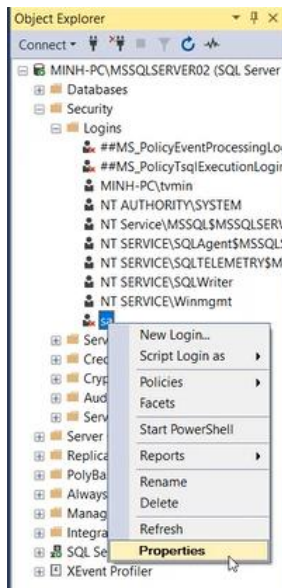 Object Explorer
Connect
MINH-PC\MSSQLSERVER02 (SQL Server
Databases
Security
Logins
##MS_PolicyEventProcessingLo
##MS_PolicyTsqlExecutionLogin
MINH-PC\tvmin
NT AUTHORITY\SYSTEM
NT Service\MSSQL$MSSQLSERV
NT SERVICE\SQLAgent$MSSQLS
NT SERVICE\SQLTELEMETRY$M
NT SERVICE\SQLWriter
NT SERVICE\Winmgmt
sa
New Login...
Serv
Script Login as
Cred
Policies
Cryp
Facets
Aud
Start PowerShell
Serv
Server
Reports
Replica
PolyBa
Rename
Always
Delete
Manag
Refresh
Integra
Properties
SQL Se
XEvent Profiler